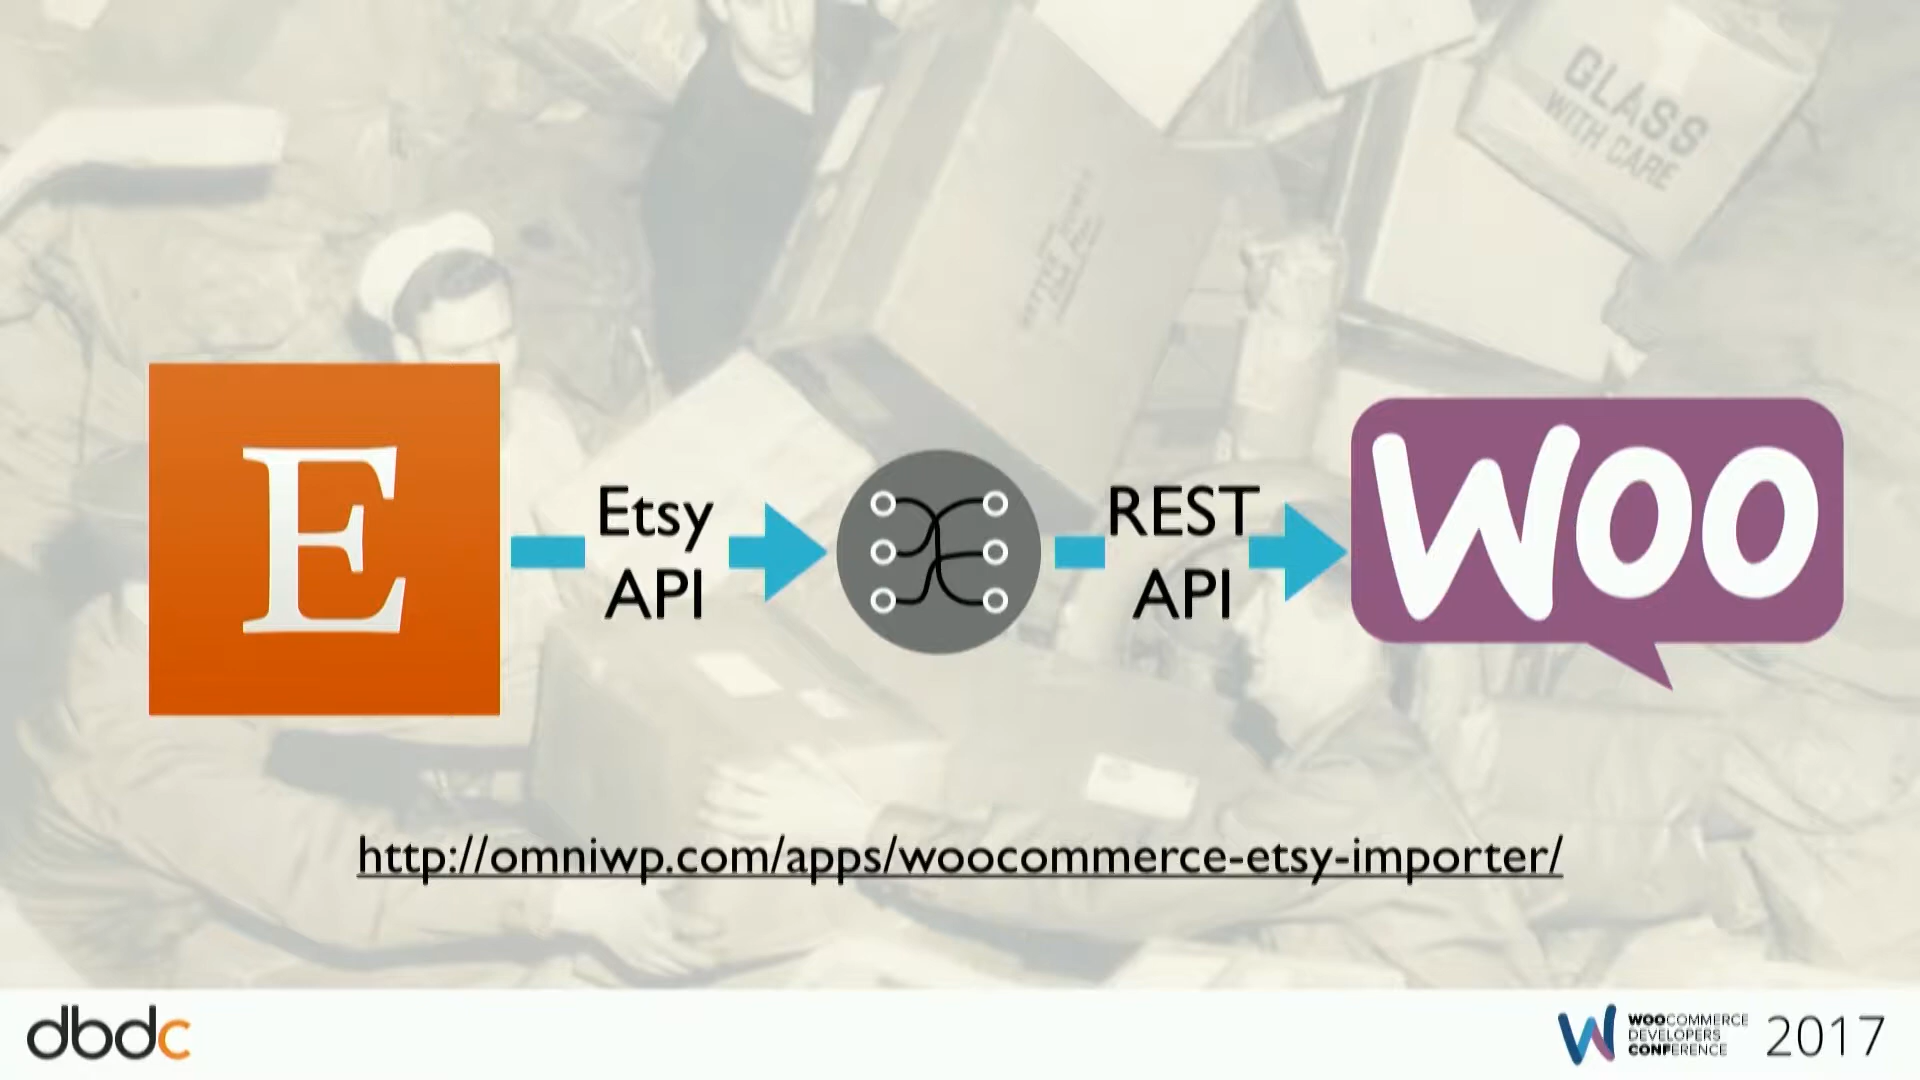 GLASS
WITH CARE
E
Etsy
API
REST
API
WOO
http://omniwp.com/apps/woocommerce-etsy-importer/
dbdc
W
WOOCOMMERCE
DEVELOPERS
CONFERENCE
2017